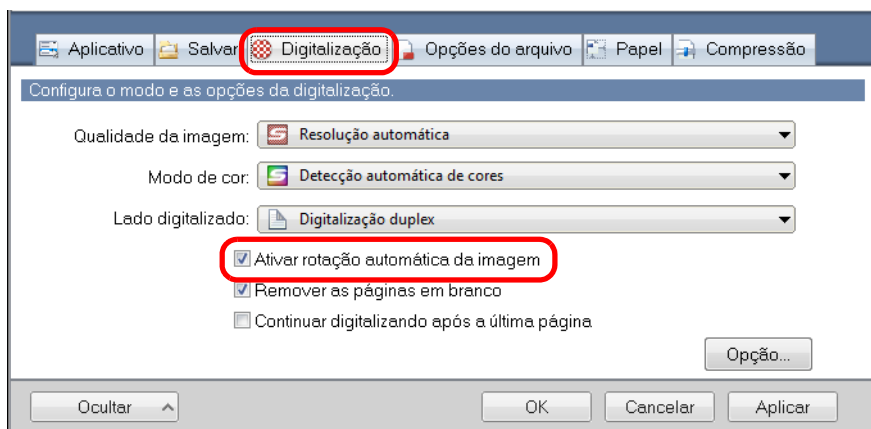 Aplicativo Salvar Digitalização Opções do arquivo Papel Compressão
Configura o modo e as opções da digitalização.
Qualidade da imagem: Resolução automática
Modo de cor: Detecção automática de cores
Lado digitalizado: Digitalização duplex
Ativar rotação automática da imagem
Remover as páginas em branco
Continuar digitalizando após a última página
Opção...
Ocultar OK Cancelar Aplicar